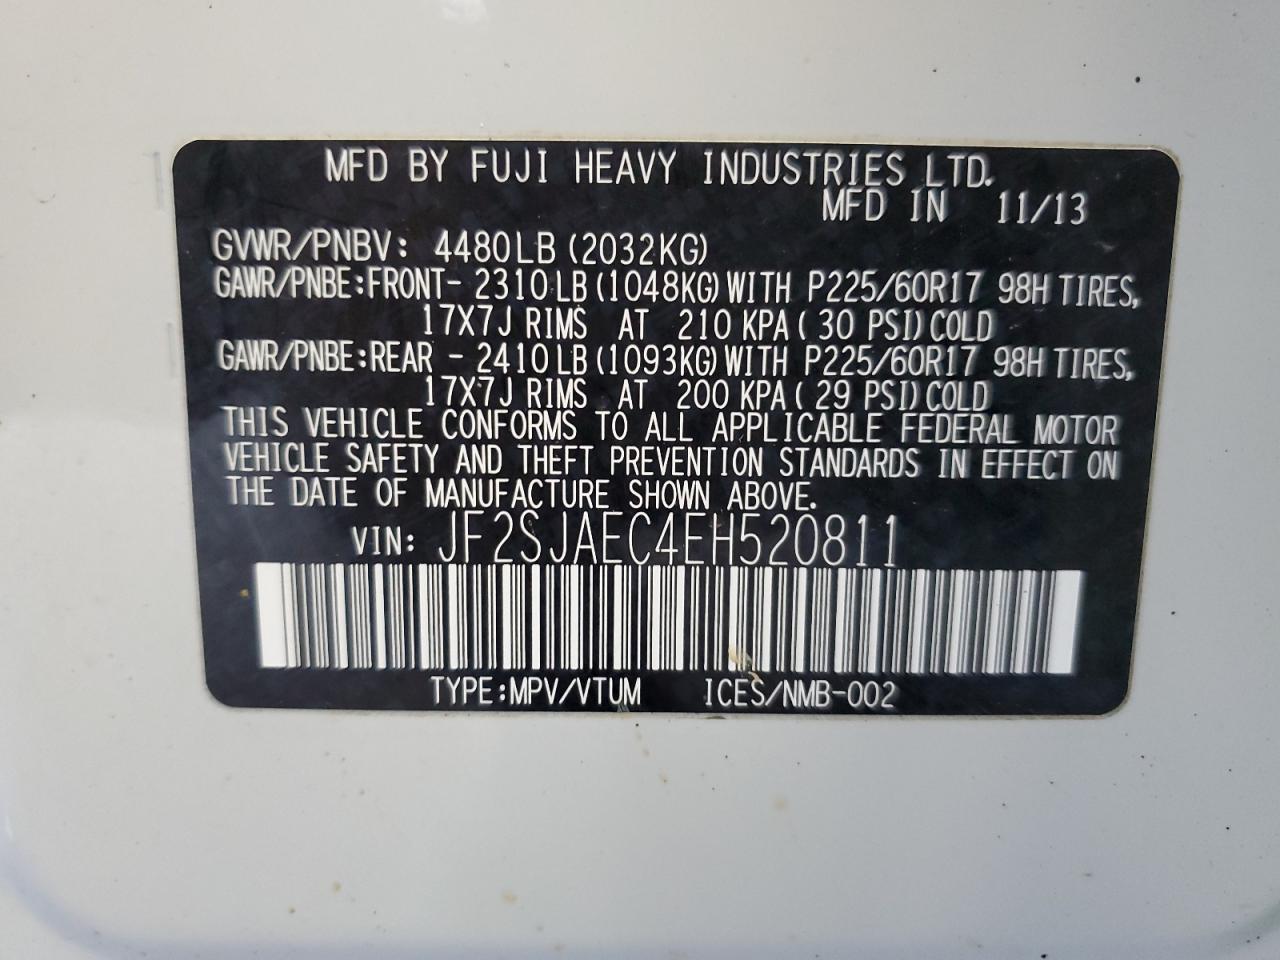 MFD BY FUJI HEAVY INDUSTRIES LTD.
MFD IN 11/13
GVWR/PNBV: 4480LB (2032KG)
GAWR/PNBE:FRONT- 2310LB (1048KG) WITH P225/60R17 98H TIRES,
17X7J RIMS AT 210 KPA ( 30 PSI) COLD
GAWR/PNBE:REAR - 2410LB (1093KG) WITH P225/60R17 98H TIRES,
17X7J RIMS AT 200 KPA ( 29 PSI) COLD
THIS VEHICLE CONFORMS TO ALL APPLICABLE FEDERAL MOTOR
VEHICLE SAFETY AND THEFT PREVENTION STANDARDS IN EFFECT ON
THE DATE OF MANUFACTURE SHOWN ABOVE.
VIN: JF2SJAEC4EH520811
TYPE:MPV/VTUM ICES/NMB-002